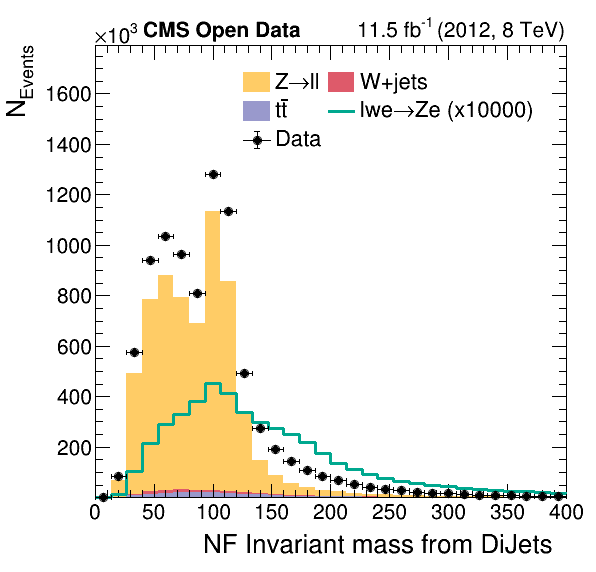 ×10³ CMS Open Data 11.5 fb⁻¹ (2012, 8 TeV)
N_Events
Z→ll W+jets
tt̄ lwe→Ze (x10000)
Data
1600
1400
1200
1000
800
600
400
200
0 50 100 150 200 250 300 350 400
NF Invariant mass from DiJets